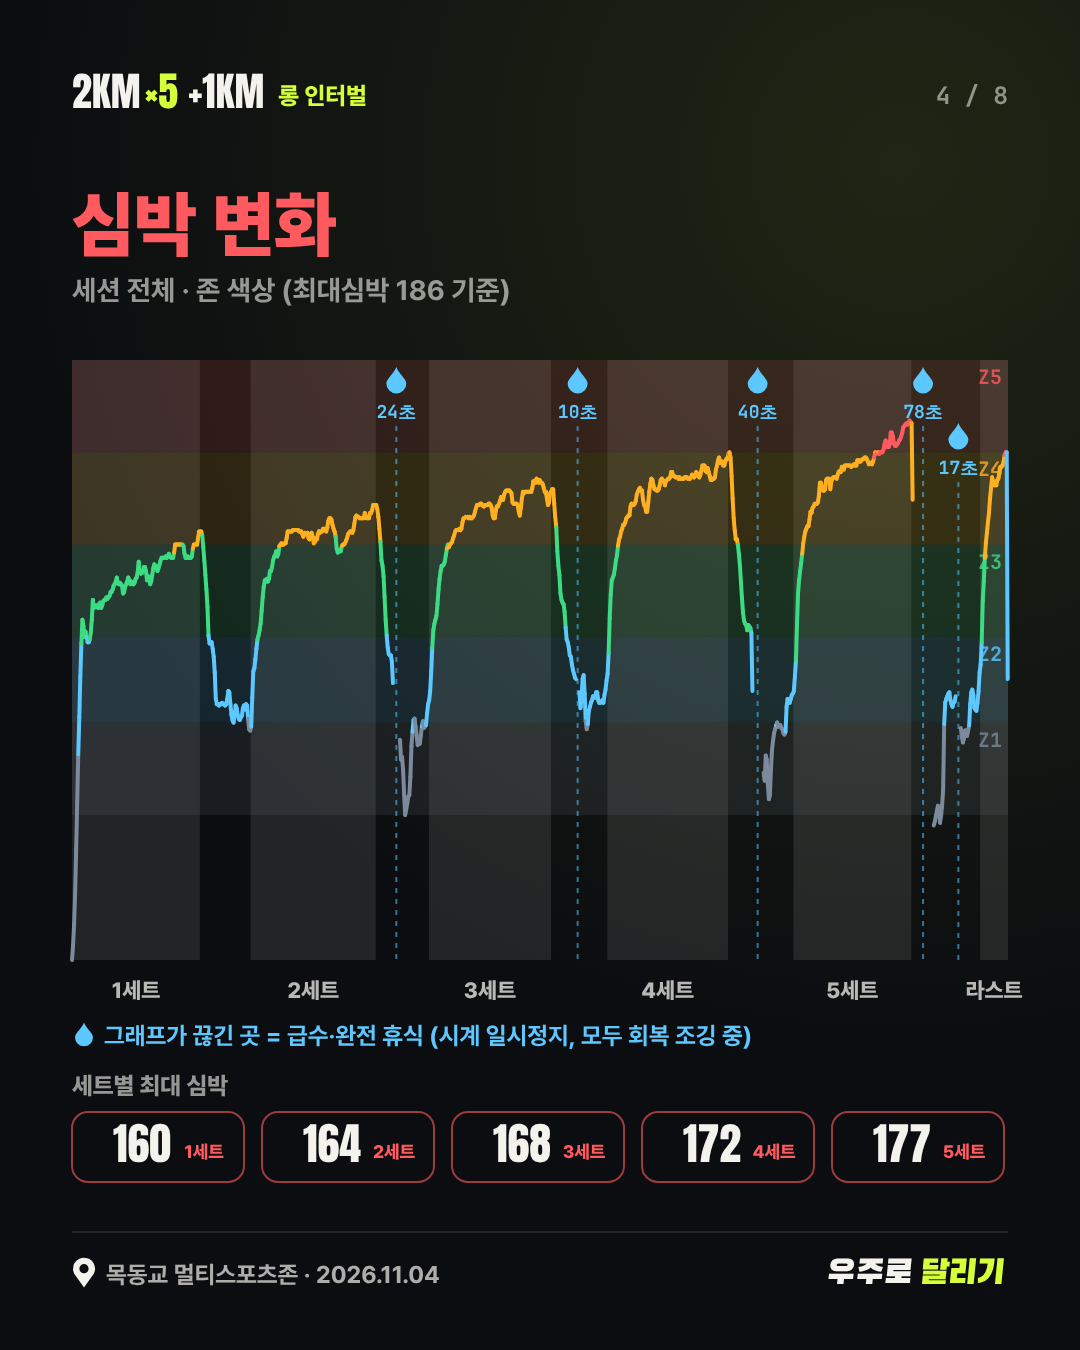 2KM×5 +1KM 롱 인터벌
4 / 8
심박 변화
세션 전체 · 존 색상 (최대심박 186 기준)
24초
10초
40초
78초
17초
Z5
Z4
Z3
Z2
Z1
1세트 2세트 3세트 4세트 5세트 라스트
그래프가 끊긴 곳 = 급수·완전 휴식 (시계 일시정지, 모두 회복 조깅 중)
세트별 최대 심박
160 1세트
164 2세트
168 3세트
172 4세트
177 5세트
목동교 멀티스포츠존 · 2026.11.04
우주로 달리기